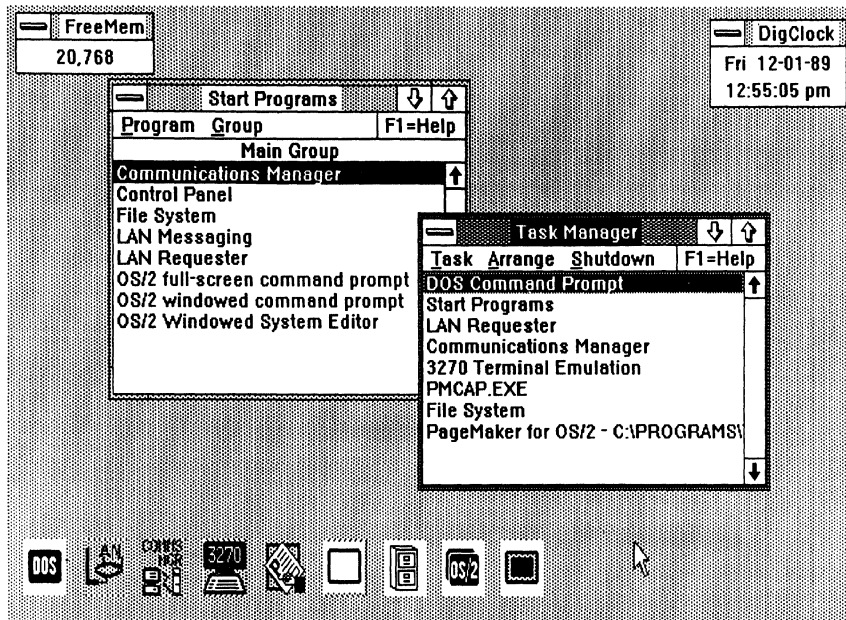 FreeMem
20,768
DigClock
Fri 12-01-89
12:55:05 pm
Start Programs
Program Group F1=Help
Main Group
Communications Manager
Control Panel
File System
LAN Messaging
LAN Requester
OS/2 full-screen command prompt
OS/2 windowed command prompt
OS/2 Windowed System Editor
Task Manager
Task Arrange Shutdown F1=Help
DOS Command Prompt
Start Programs
LAN Requester
Communications Manager
3270 Terminal Emulation
PMCAP.EXE
File System
PageMaker for OS/2 - C:\PROGRAMS\
DOS
LAN
COMMS
MGR
3270
OS/2